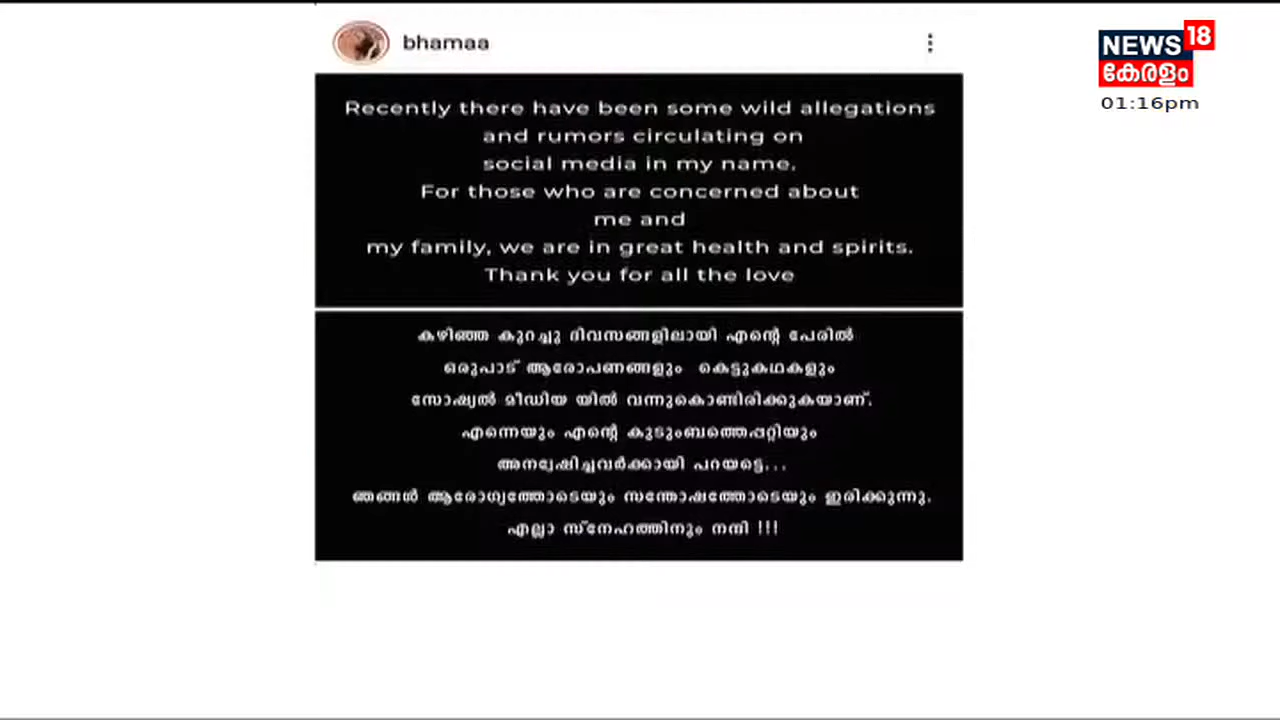 bhamaa
NEWS 18
കേരളം
01:16pm
Recently there have been some wild allegations
and rumors circulating on
social media in my name.
For those who are concerned about
me and
my family, we are in great health and spirits.
Thank you for all the love
കഴിഞ്ഞ കുറച്ചു ദിവസങ്ങളിലായി എന്റെ പേരിൽ
ഒരുപാട് ആരോപണങ്ങളും കെട്ടുകഥകളും
സോഷ്യൽ മീഡിയ യിൽ വന്നുകൊണ്ടിരിക്കുകയാണ്.
എന്നെയും എന്റെ കുടുംബത്തെപ്പറ്റിയും
അന്വേഷിച്ചവർക്കായി പറയട്ടെ...
ഞങ്ങൾ ആരോഗ്യത്തോടെയും സന്തോഷത്തോടെയും ഇരിക്കുന്നു.
എല്ലാ സ്നേഹത്തിനും നന്ദി !!!